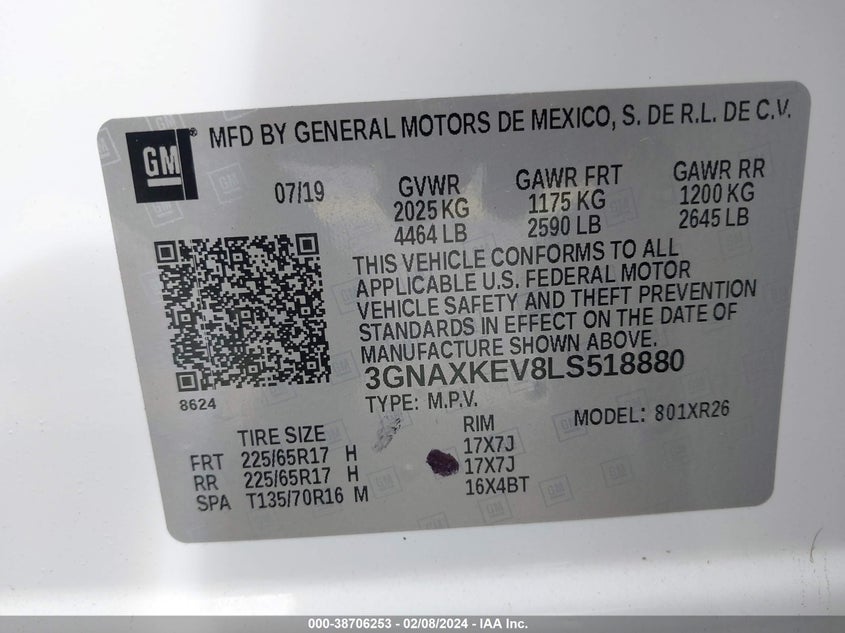 GM
MFD BY GENERAL MOTORS DE MEXICO, S. DE R.L. DE C.V.
07/19
GVWR
2025 KG
4464 LB
GAWR FRT
1175 KG
2590 LB
GAWR RR
1200 KG
2645 LB
THIS VEHICLE CONFORMS TO ALL
APPLICABLE U.S. FEDERAL MOTOR
VEHICLE SAFETY AND THEFT PREVENTION
STANDARDS IN EFFECT ON THE DATE OF
MANUFACTURE SHOWN ABOVE.
3GNAXKEV8LS518880
8624
TYPE: M.P.V.
MODEL: 801XR26
TIRE SIZE
RIM
FRT 225/65R17 H 17X7J
RR 225/65R17 H 17X7J
SPA T135/70R16 M 16X4BT
000-38706253 - 02/08/2024 - IAA Inc.